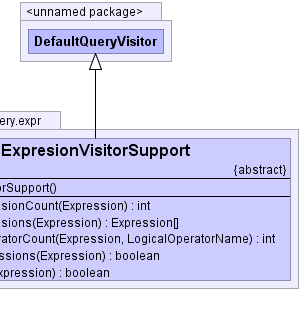 <unnamed package>
DefaultQueryVisitor
ery.expr
ExpresionVisitorSupport
{abstract}
orSupport()
sionCount(Expression) : int
sions(Expression) : Expression[]
ratorCount(Expression, LogicalOperatorName) : int
ssions(Expression) : boolean
xpression) : boolean